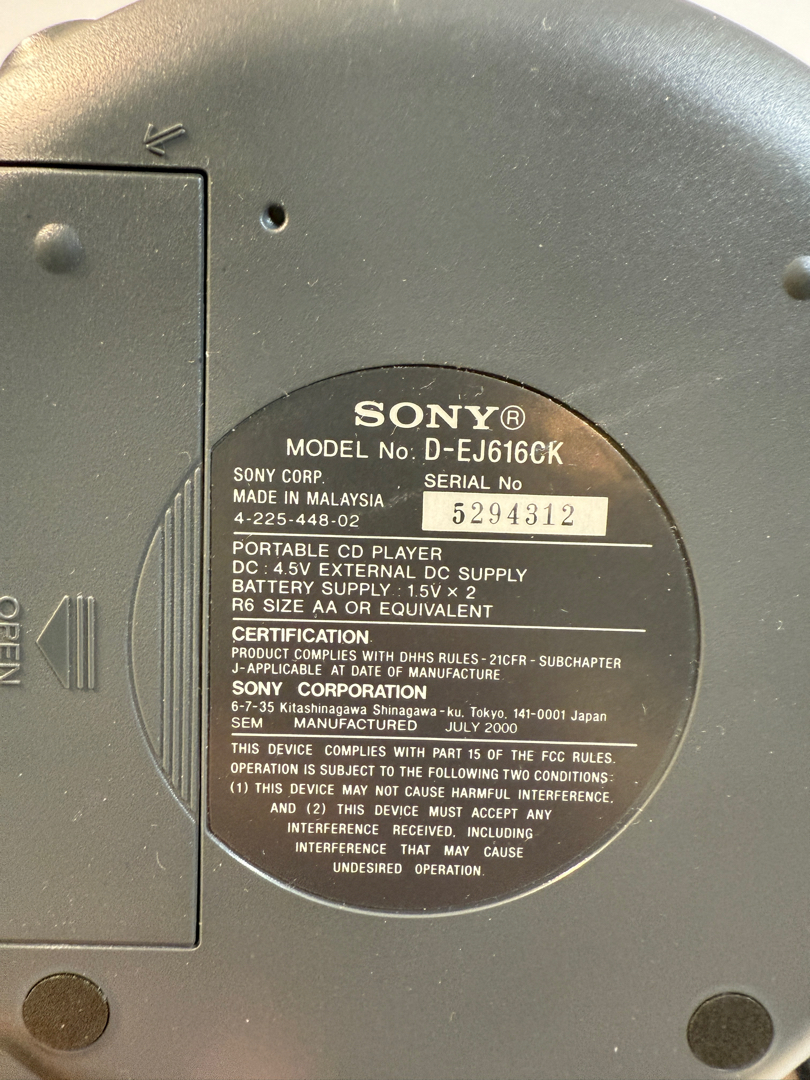 SONY®
MODEL No. D-EJ616CK
SONY CORP.
MADE IN MALAYSIA
4-225-448-02
SERIAL No
5294312
PORTABLE CD PLAYER
DC : 4.5V EXTERNAL DC SUPPLY
BATTERY SUPPLY : 1.5V × 2
R6 SIZE AA OR EQUIVALENT
CERTIFICATION
PRODUCT COMPLIES WITH DHHS RULES - 21CFR - SUBCHAPTER
J-APPLICABLE AT DATE OF MANUFACTURE
SONY CORPORATION
6-7-35 Kitashinagawa Shinagawa-ku, Tokyo, 141-0001 Japan
SEM MANUFACTURED JULY 2000
THIS DEVICE COMPLIES WITH PART 15 OF THE FCC RULES.
OPERATION IS SUBJECT TO THE FOLLOWING TWO CONDITIONS:
(1) THIS DEVICE MAY NOT CAUSE HARMFUL INTERFERENCE,
AND (2) THIS DEVICE MUST ACCEPT ANY
INTERFERENCE RECEIVED, INCLUDING
INTERFERENCE THAT MAY CAUSE
UNDESIRED OPERATION.
OPEN